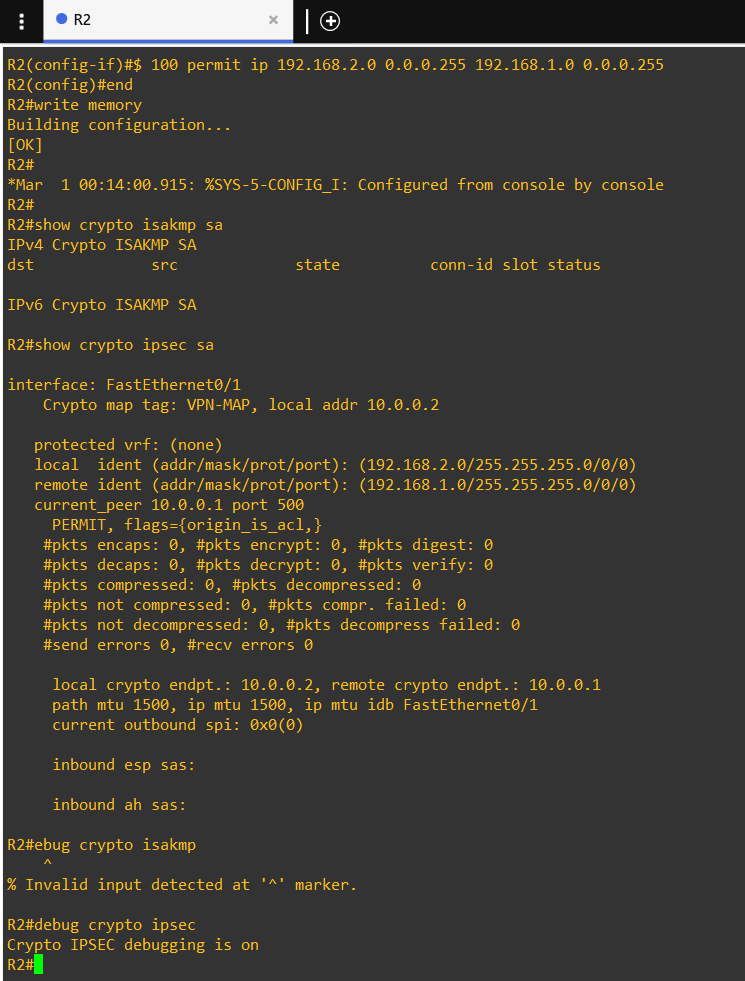 R2
R2(config-if)#$ 100 permit ip 192.168.2.0 0.0.0.255 192.168.1.0 0.0.0.255
R2(config)#end
R2#write memory
Building configuration...
[OK]
R2#
*Mar  1 00:14:00.915: %SYS-5-CONFIG_I: Configured from console by console
R2#
R2#show crypto isakmp sa
IPv4 Crypto ISAKMP SA
dst             src             state          conn-id slot status
IPv6 Crypto ISAKMP SA
R2#show crypto ipsec sa
interface: FastEthernet0/1
    Crypto map tag: VPN-MAP, local addr 10.0.0.2
   protected vrf: (none)
   local  ident (addr/mask/prot/port): (192.168.2.0/255.255.255.0/0/0)
   remote ident (addr/mask/prot/port): (192.168.1.0/255.255.255.0/0/0)
   current_peer 10.0.0.1 port 500
     PERMIT, flags={origin_is_acl,}
    #pkts encaps: 0, #pkts encrypt: 0, #pkts digest: 0
    #pkts decaps: 0, #pkts decrypt: 0, #pkts verify: 0
    #pkts compressed: 0, #pkts decompressed: 0
    #pkts not compressed: 0, #pkts compr. failed: 0
    #pkts not decompressed: 0, #pkts decompress failed: 0
    #send errors 0, #recv errors 0
     local crypto endpt.: 10.0.0.2, remote crypto endpt.: 10.0.0.1
     path mtu 1500, ip mtu 1500, ip mtu idb FastEthernet0/1
     current outbound spi: 0x0(0)
     inbound esp sas:
     inbound ah sas:
R2#ebug crypto isakmp
    ^
% Invalid input detected at '^' marker.
R2#debug crypto ipsec
Crypto IPSEC debugging is on
R2#